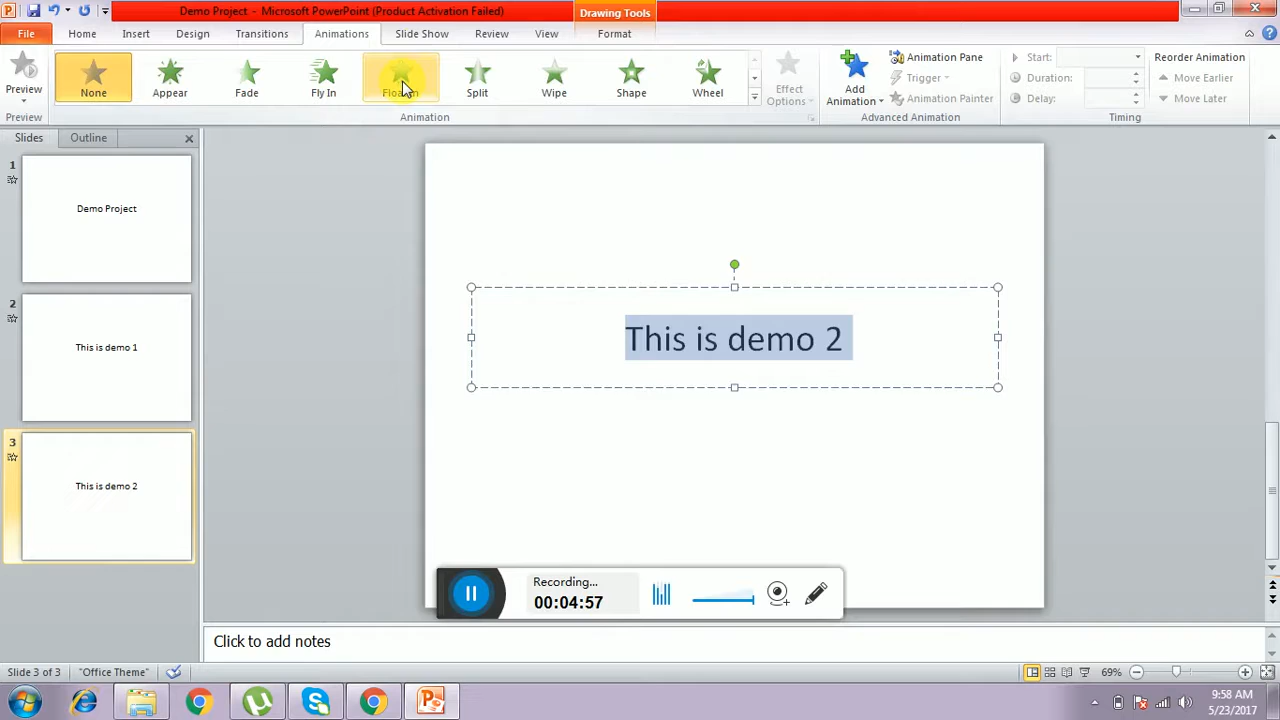 Demo Project - Microsoft PowerPoint (Product Activation Failed)
Drawing Tools
File Home Insert Design Transitions Animations Slide Show Review View Format
Preview
None
Appear
Fade
Fly In
Split
Wipe
Shape
Wheel
Effect Options
Add Animation
Animation Pane
Trigger
Animation Painter
Start:
Duration:
Delay:
Reorder Animation
Move Earlier
Move Later
Preview
Animation
Advanced Animation
Timing
Slides Outline
1
Demo Project
2
This is demo 1
3
This is demo 2
This is demo 2
Recording...
00:04:57
Click to add notes
Slide 3 of 3
"Office Theme"
69%
9:58 AM
5/23/2017